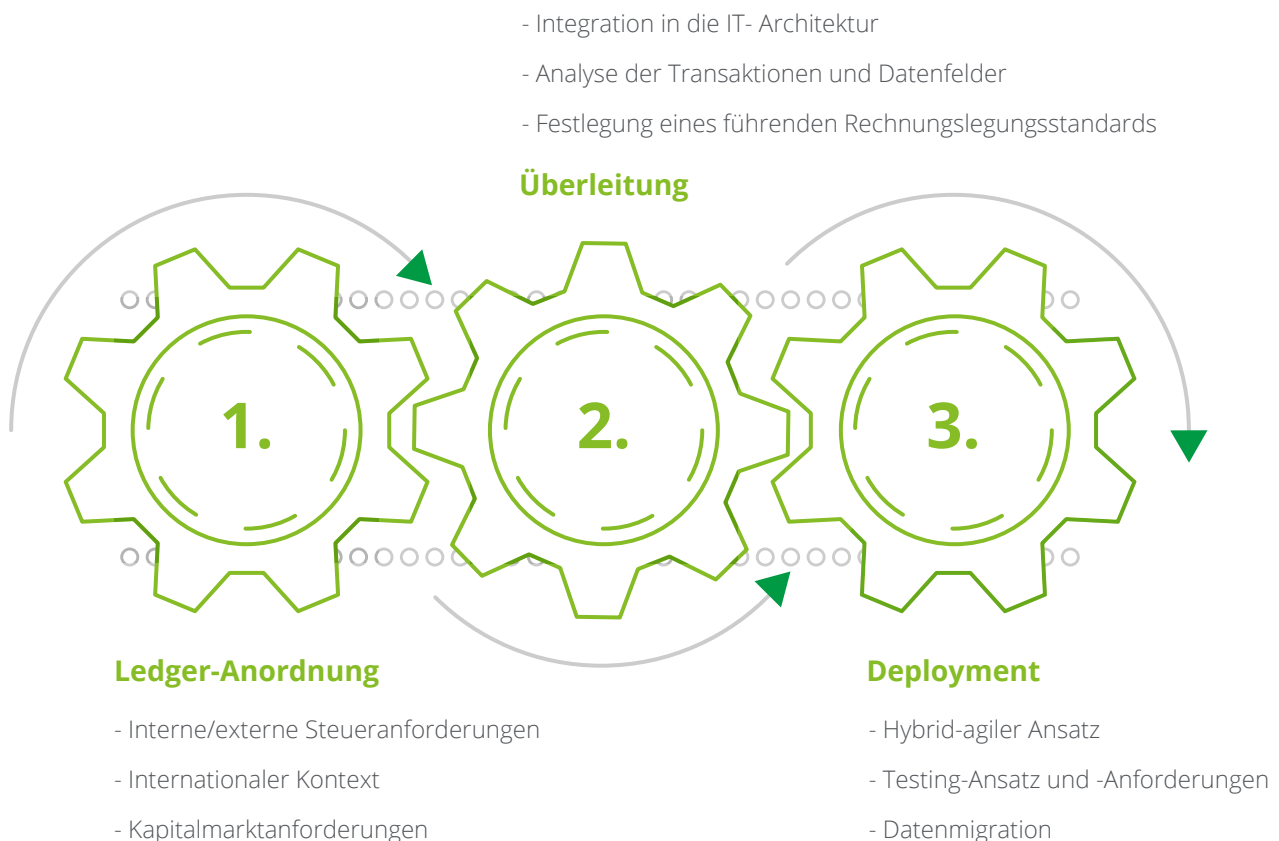 - Integration in die IT- Architektur
- Analyse der Transaktionen und Datenfelder
- Festlegung eines führenden Rechnungslegungsstandards
Überleitung
1.
2.
3.
Ledger-Anordnung
- Interne/externe Steueranforderungen
- Internationaler Kontext
- Kapitalmarktanforderungen
Deployment
- Hybrid-agiler Ansatz
- Testing-Ansatz und -Anforderungen
- Datenmigration